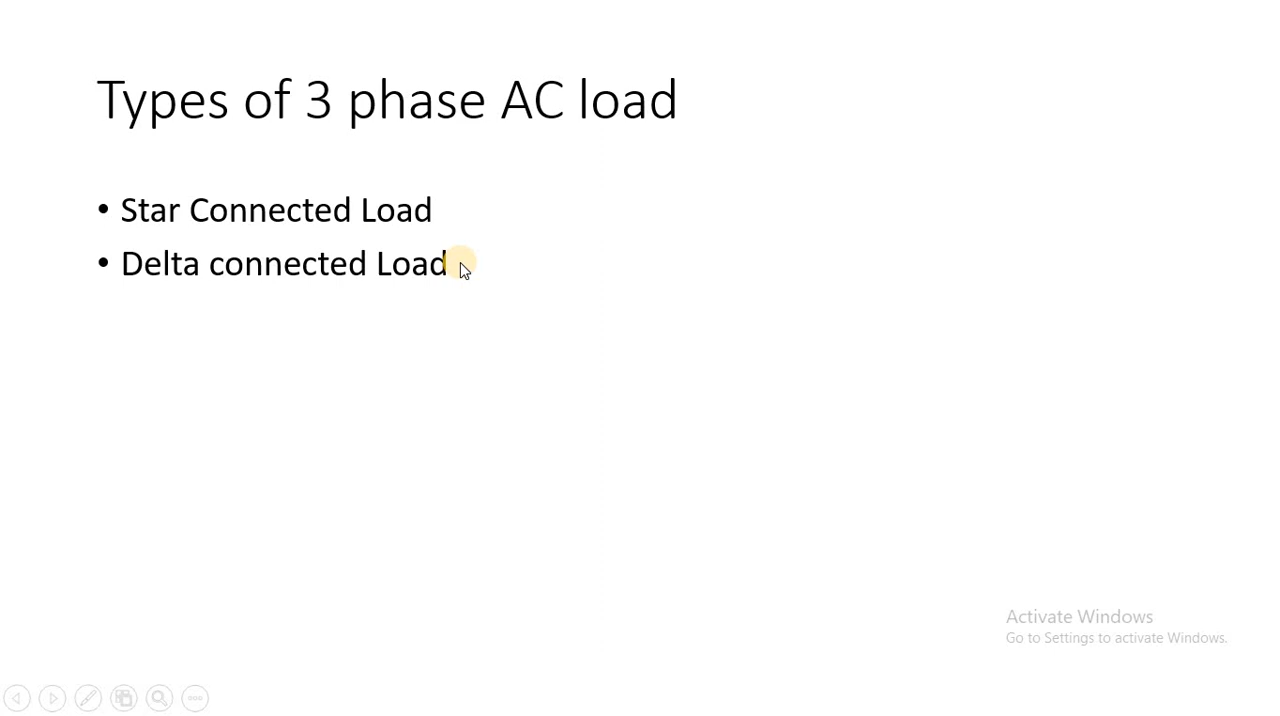 Types of 3 phase AC load
• Star Connected Load
• Delta connected Load
Activate Windows
Go to Settings to activate Windows.